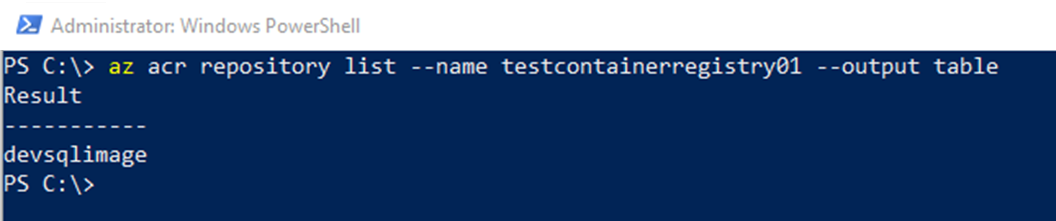 Administrator: Windows PowerShell
PS C:\> az acr repository list --name testcontainerregistry01 --output table
Result
-----------
devsqlimage
PS C:\>